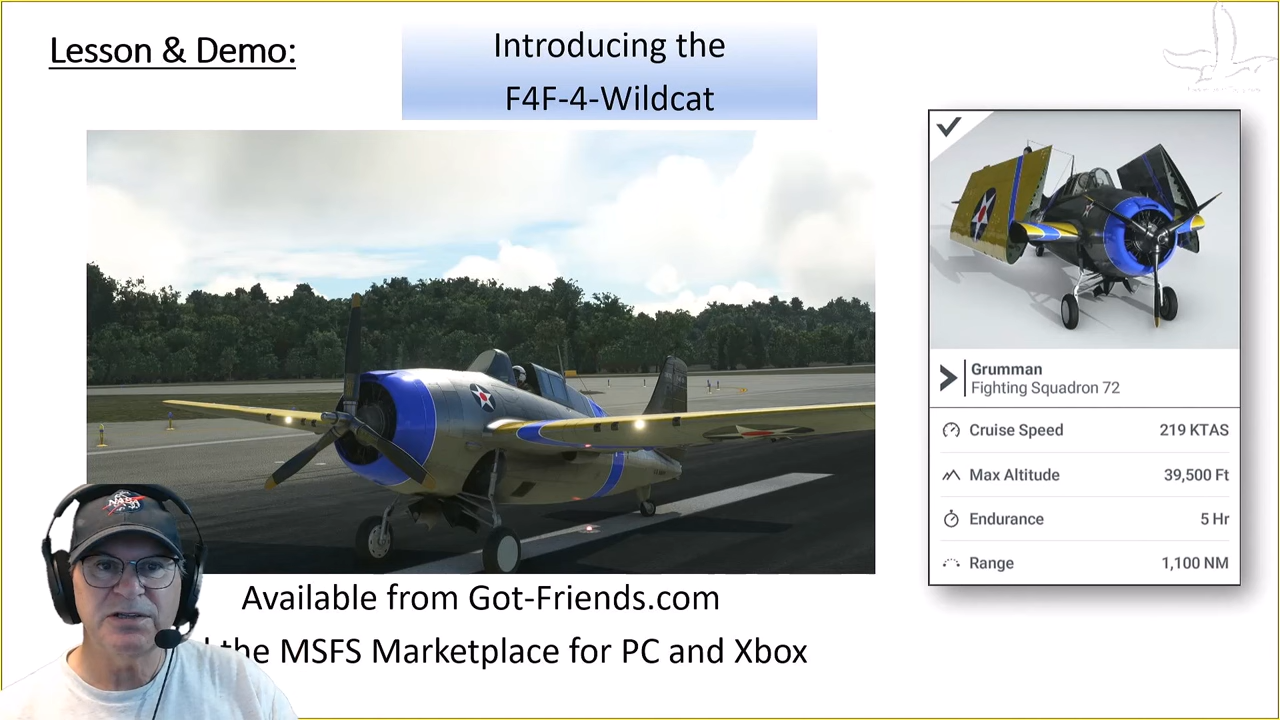 Lesson & Demo:
Introducing the
F4F-4-Wildcat
Grumman
Fighting Squadron 72
Cruise Speed 219 KTAS
Max Altitude 39,500 Ft
Endurance 5 Hr
Range 1,100 NM
NASA
Available from Got-Friends.com
the MSFS Marketplace for PC and Xbox